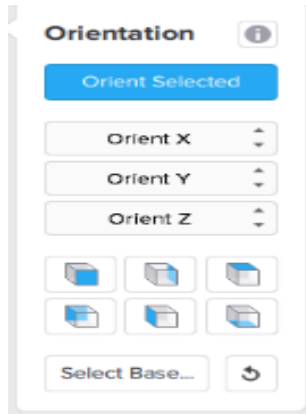 Orientation
Orient Selected
Orient X
Orient Y
Orient Z
Select Base...